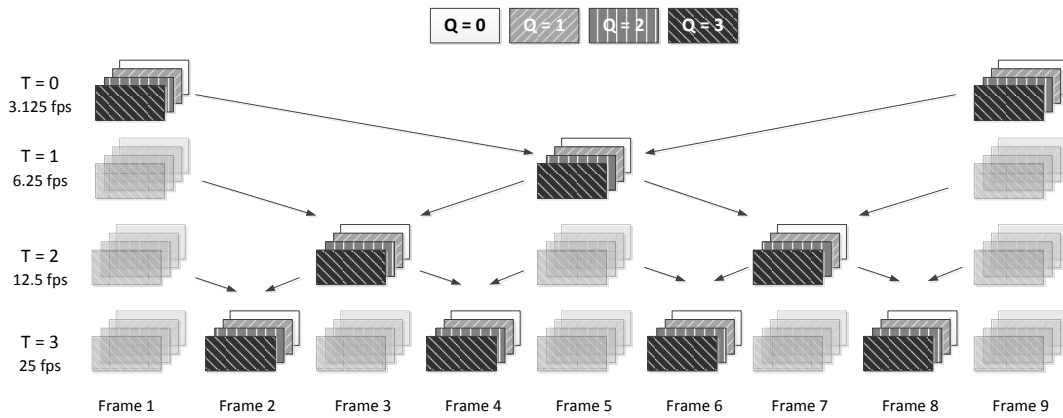 Q = 0 Q = 1 Q = 2 Q = 3
T = 0
3.125 fps
T = 1
6.25 fps
T = 2
12.5 fps
T = 3
25 fps
Frame 1 Frame 2 Frame 3 Frame 4 Frame 5 Frame 6 Frame 7 Frame 8 Frame 9